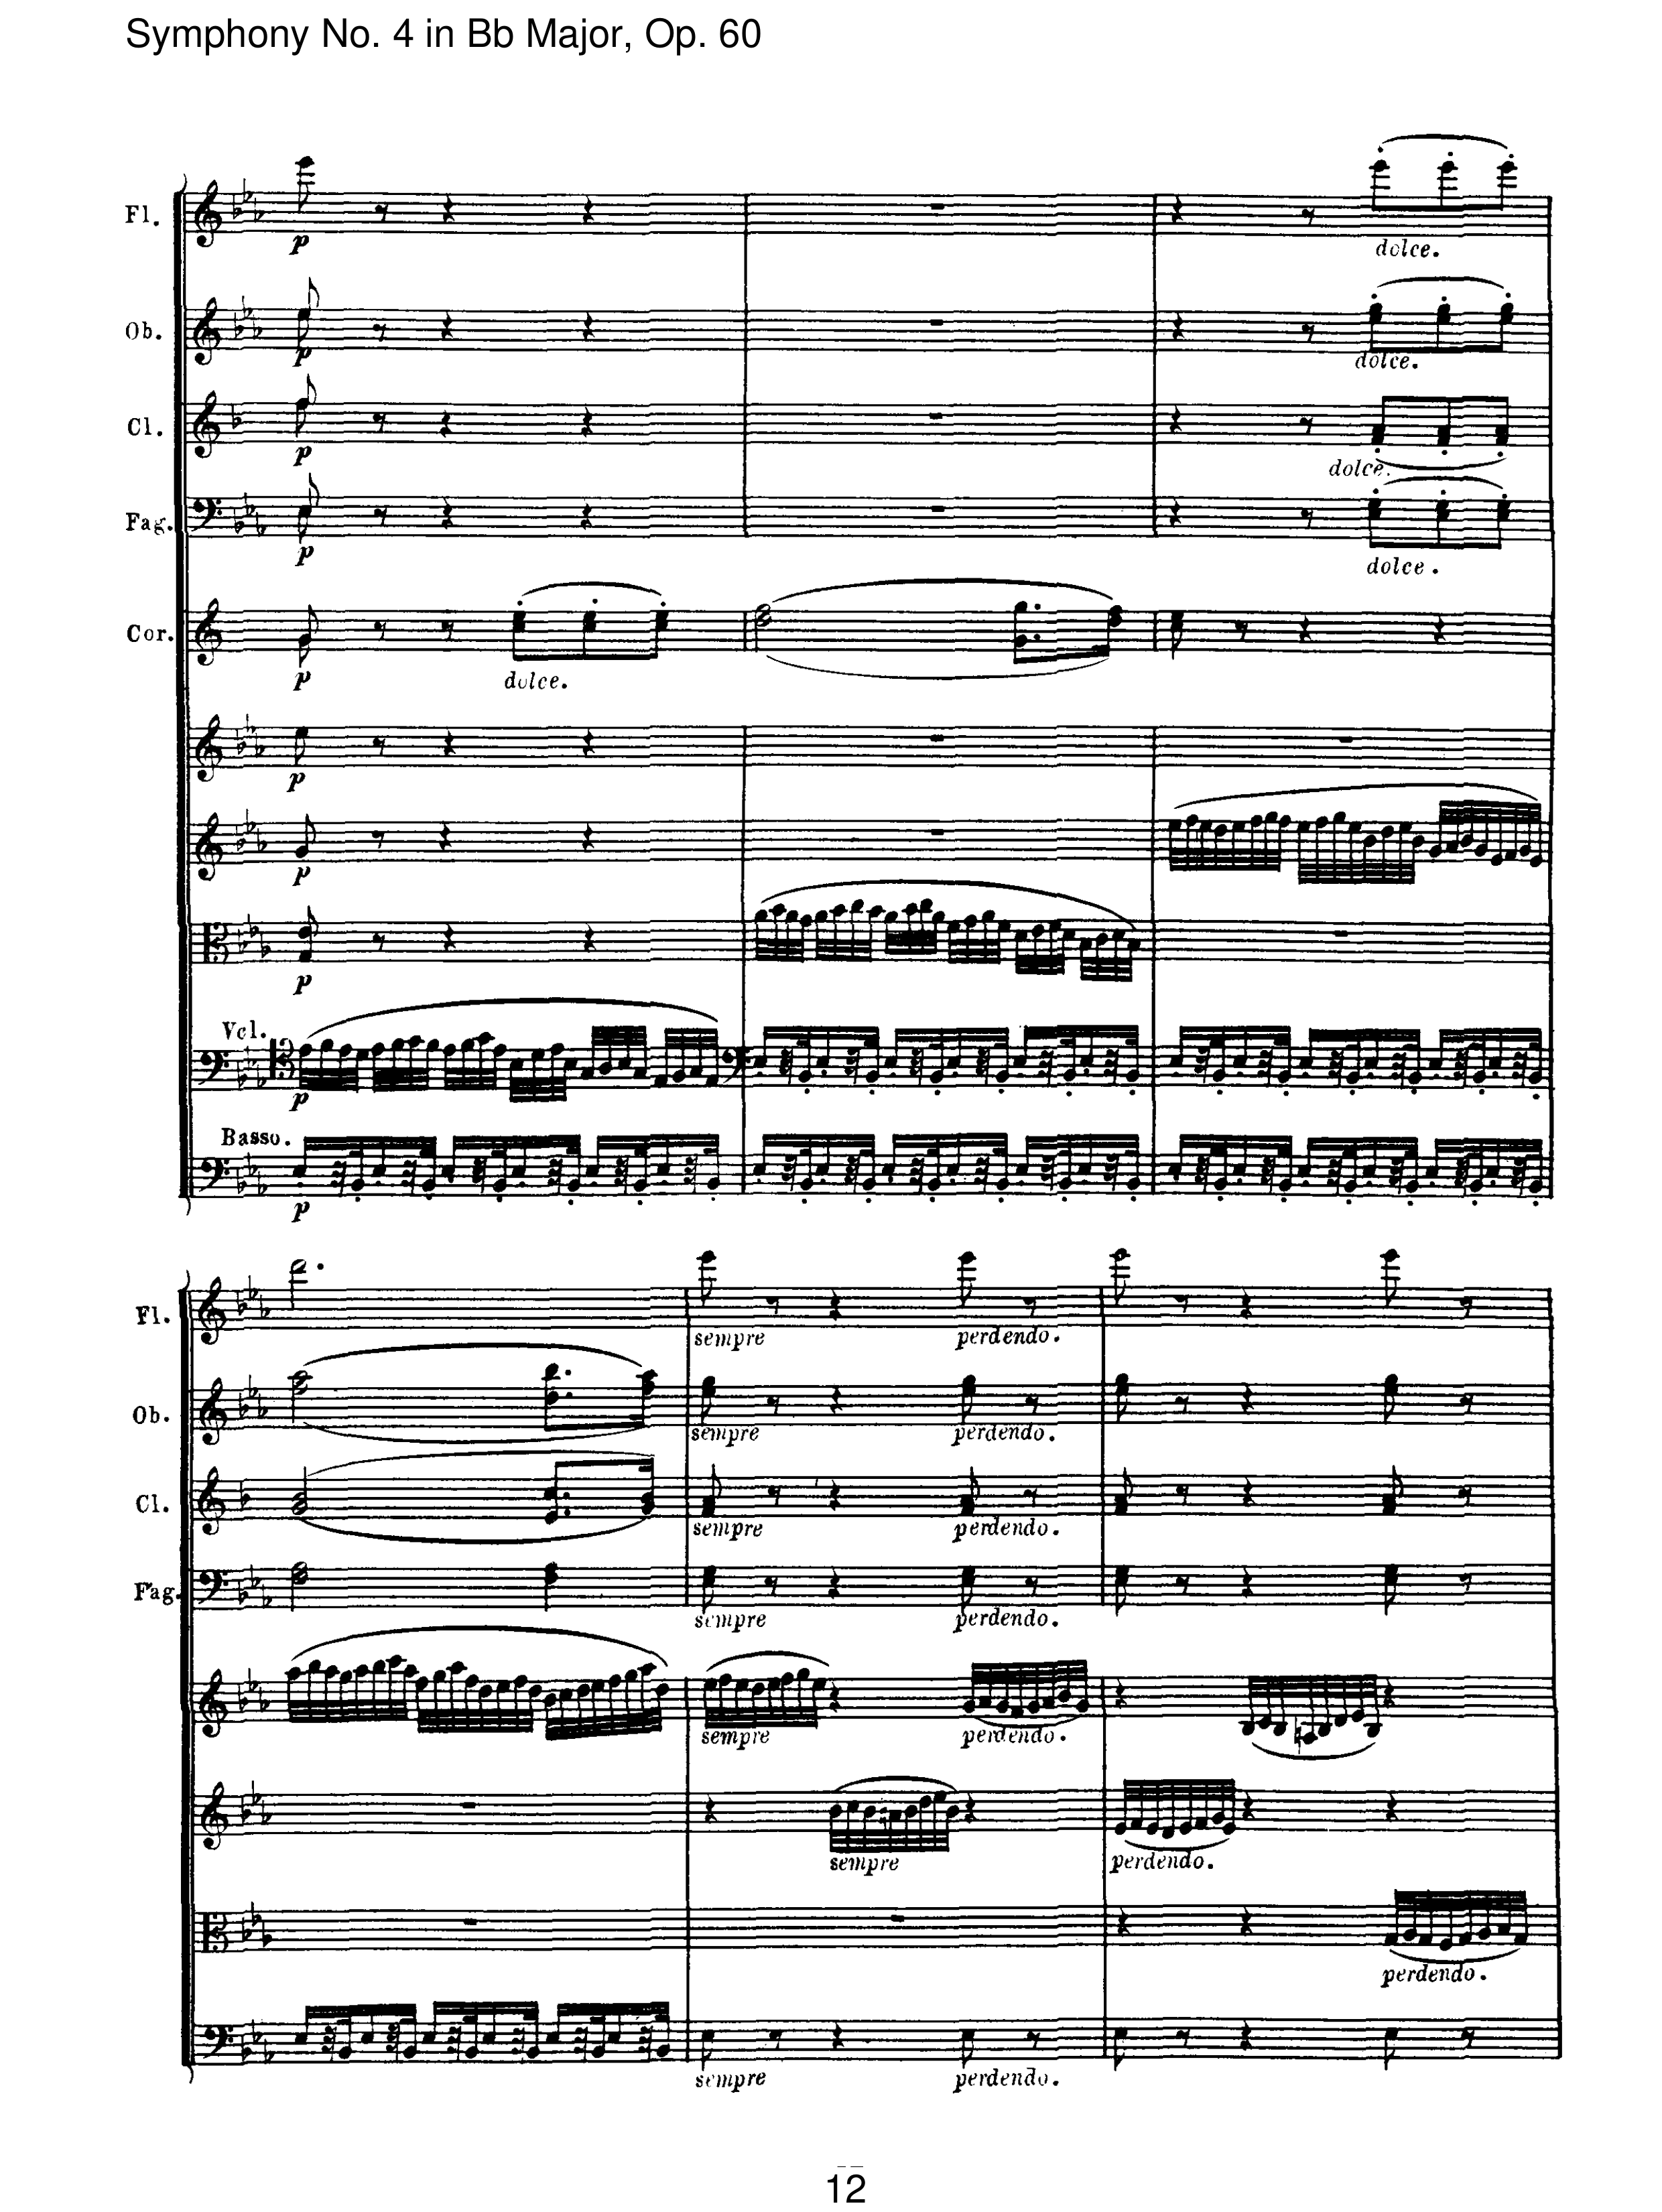 Symphony No. 4 in Bb Major, Op. 60
Fl.
p
dolce.
Ob.
p
dolce.
Cl.
p
dolce.
Fag.
p
dolce.
Cor.
p
dolce.
p
p
p
Vcl.
p
Basso.
p
Fl.
sempre perdendo.
Ob.
sempre perdendo.
Cl.
sempre perdendo.
Fag.
sempre perdendo.
sempre perdendo.
sempre perdendo.
perdendo.
sempre perdendo.
12